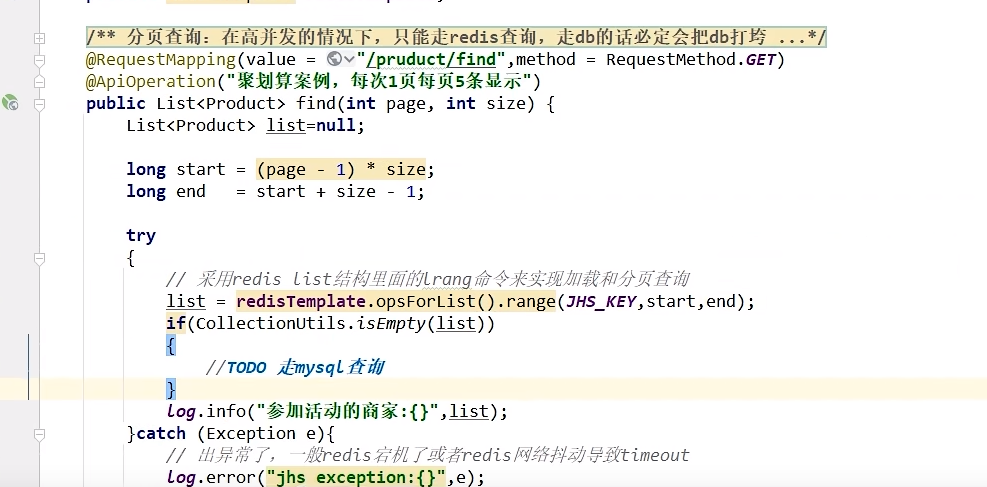 /** 分页查询：在高并发的情况下，只能走redis查询，走db的话必定会把db打垮 ...*/
@RequestMapping(value = "/pruduct/find",method = RequestMethod.GET)
@ApiOperation("聚划算案例，每次1页每页5条显示")
public List<Product> find(int page, int size) {
List<Product> list=null;
long start = (page - 1) * size;
long end   = start + size - 1;
try
{
// 采用redis list结构里面的lrang命令来实现加载和分页查询
list = redisTemplate.opsForList().range(JHS_KEY,start,end);
if(CollectionUtils.isEmpty(list))
{
//TODO 走mysql查询
}
log.info("参加活动的商家:{}",list);
}catch (Exception e){
// 出异常了，一般redis宕机了或者redis网络抖动导致timeout
log.error("jhs exception:{}",e);